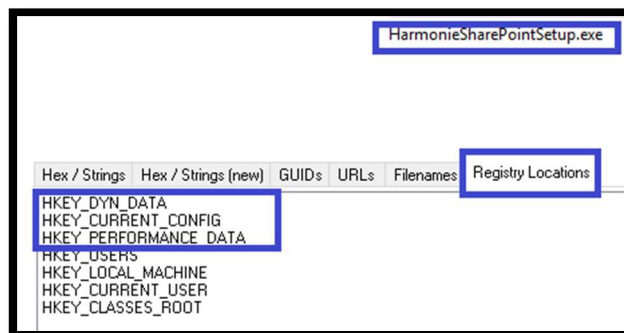 HarmonieSharePointSetup.exe
Hex / Strings Hex / Strings (new) GUIDs URLs Filenames Registry Locations
HKEY_DYN_DATA
HKEY_CURRENT_CONFIG
HKEY_PERFORMANCE_DATA
HKEY_USERS
HKEY_LOCAL_MACHINE
HKEY_CURRENT_USER
HKEY_CLASSES_ROOT